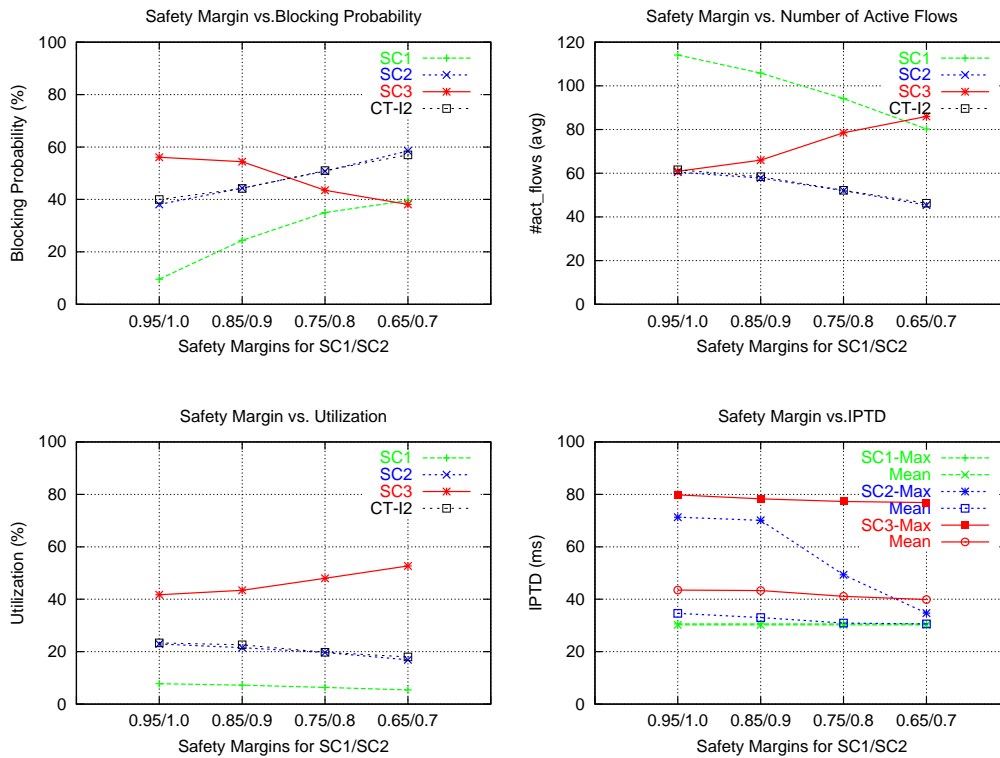 Safety Margin vs.Blocking Probability
Blocking Probability (%)
100
80
60
40
20
0
SC1
SC2
SC3
CT-I2
0.95/1.0 0.85/0.9 0.75/0.8 0.65/0.7
Safety Margins for SC1/SC2
Safety Margin vs. Number of Active Flows
#act_flows (avg)
120
100
80
60
40
20
0
SC1
SC2
SC3
CT-I2
0.95/1.0 0.85/0.9 0.75/0.8 0.65/0.7
Safety Margins for SC1/SC2
Safety Margin vs. Utilization
Utilization (%)
100
80
60
40
20
0
SC1
SC2
SC3
CT-I2
0.95/1.0 0.85/0.9 0.75/0.8 0.65/0.7
Safety Margins for SC1/SC2
Safety Margin vs.IPTD
IPTD (ms)
100
80
60
40
20
0
SC1-Max
Mean
SC2-Max
Mean
SC3-Max
Mean
0.95/1.0 0.85/0.9 0.75/0.8 0.65/0.7
Safety Margins for SC1/SC2